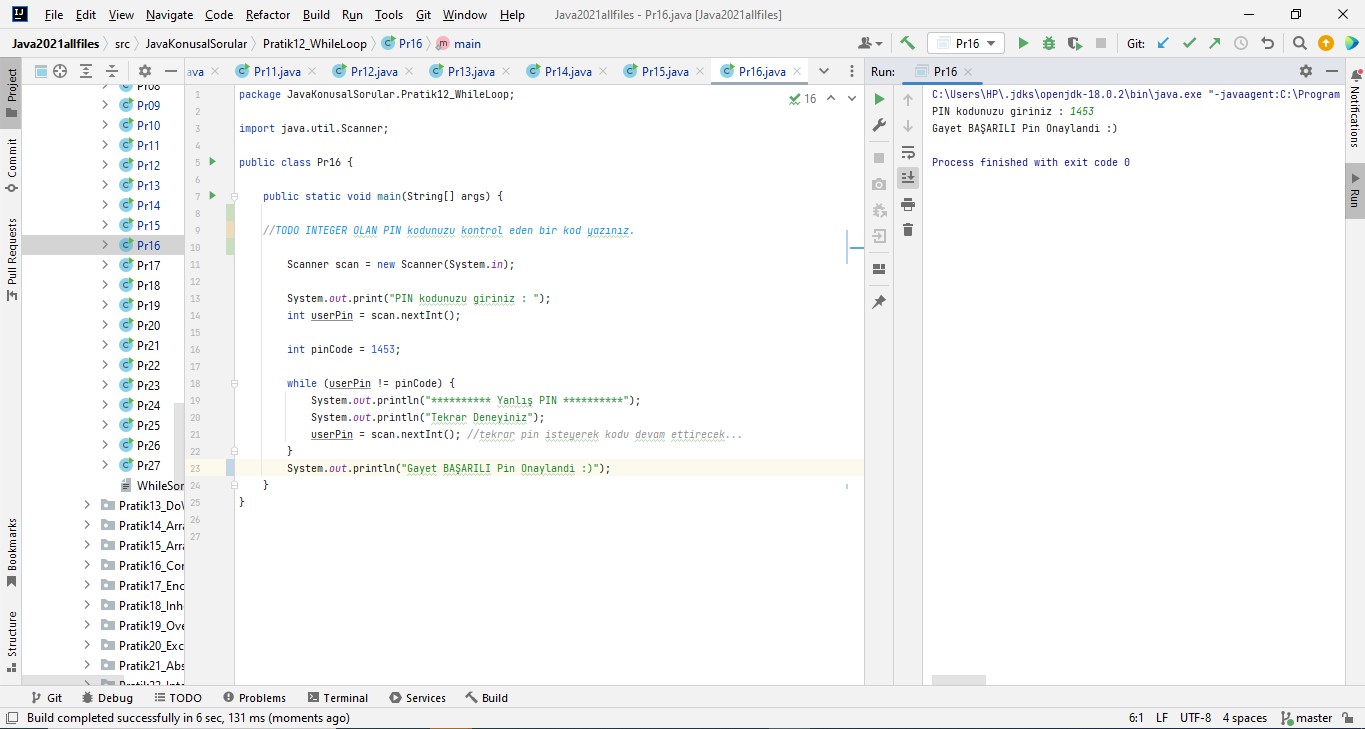 File Edit View Navigate Code Refactor Build Run Tools Git Window Help Java2021allfiles - Pr16.java [Java2021allfiles]
Java2021allfiles src JavaKonusalSorular Pratik12_WhileLoop Pr16 main Pr16 Git:
ava Pr11.java Pr12.java Pr13.java Pr14.java Pr15.java Pr16.java Run: Pr16
Project
Commit
Pull Requests
Bookmarks
Structure
Pr08
Pr09
Pr10
Pr11
Pr12
Pr13
Pr14
Pr15
Pr16
Pr17
Pr18
Pr19
Pr20
Pr21
Pr22
Pr23
Pr24
Pr25
Pr26
Pr27
WhileSor
Pratik13_Do
Pratik14_Arra
Pratik15_Arra
Pratik16_Con
Pratik17_Enc
Pratik18_Inh
Pratik19_Ove
Pratik20_Exc
Pratik21_Abs
16
1 package JavaKonusalSorular.Pratik12_WhileLoop;
2
3 import java.util.Scanner;
4
5 public class Pr16 {
6
7 public static void main(String[] args) {
8
9 //TODO INTEGER OLAN PIN kodunuzu kontrol eden bir kod yazınız.
10
11 Scanner scan = new Scanner(System.in);
12
13 System.out.print("PIN kodunuzu giriniz : ");
14 int userPin = scan.nextInt();
15
16 int pinCode = 1453;
17
18 while (userPin != pinCode) {
19 System.out.println("********** Yanlış PIN **********");
20 System.out.println("Tekrar Deneyiniz");
21 userPin = scan.nextInt(); //tekrar pin isteyerek kodu devam ettirecek...
22 }
23 System.out.println("Gayet BAŞARILI Pin Onaylandi :)");
24 }
25 }
26
27
C:\Users\HP\.jdks\openjdk-18.0.2\bin\java.exe "-javaagent:C:\Program
PIN kodunuzu giriniz : 1453
Gayet BAŞARILI Pin Onaylandi :)
Process finished with exit code 0
Notifications
Run
Git Debug TODO Problems Terminal Services Build
Build completed successfully in 6 sec, 131 ms (moments ago) 6:1 LF UTF-8 4 spaces master